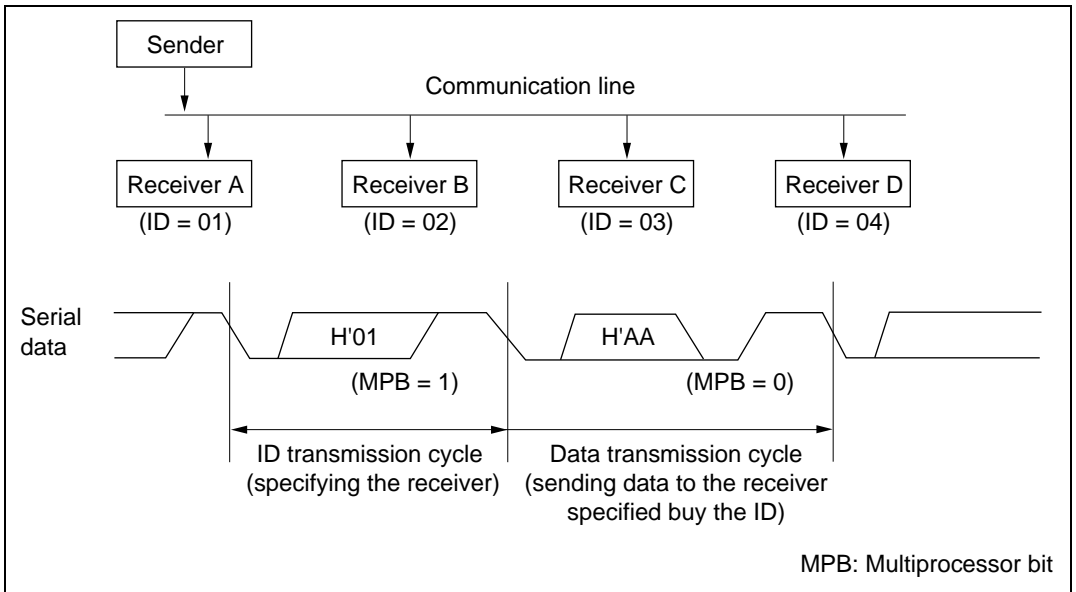 Sender
Communication line
Receiver A
Receiver B
Receiver C
Receiver D
(ID = 01)
(ID = 02)
(ID = 03)
(ID = 04)
Serial
data
H'01
H'AA
(MPB = 1)
(MPB = 0)
ID transmission cycle
(specifying the receiver)
Data transmission cycle
(sending data to the receiver
specified buy the ID)
MPB: Multiprocessor bit